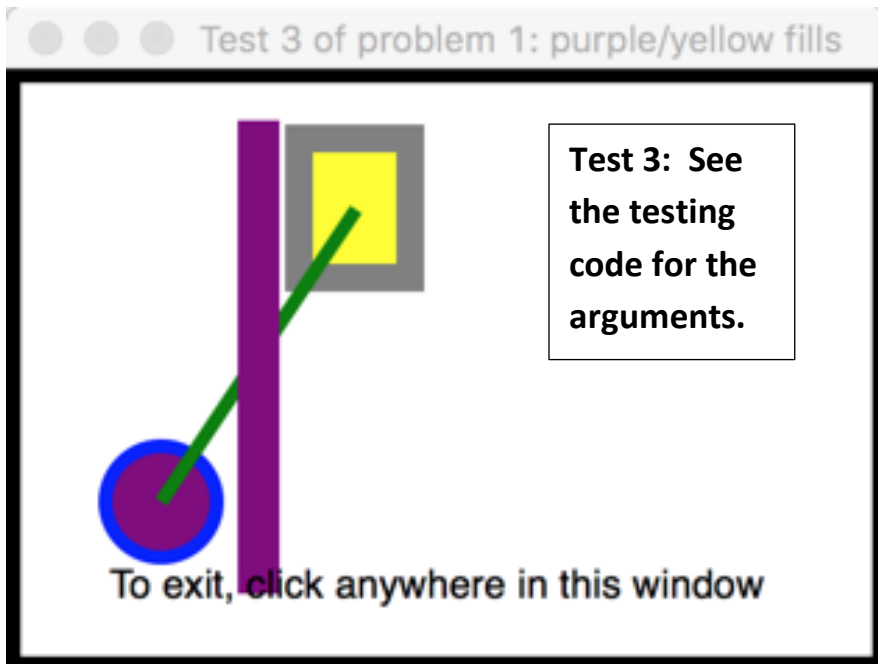 Test 3 of problem 1: purple/yellow fills
Test 3: See
the testing
code for the
arguments.
To exit, click anywhere in this window